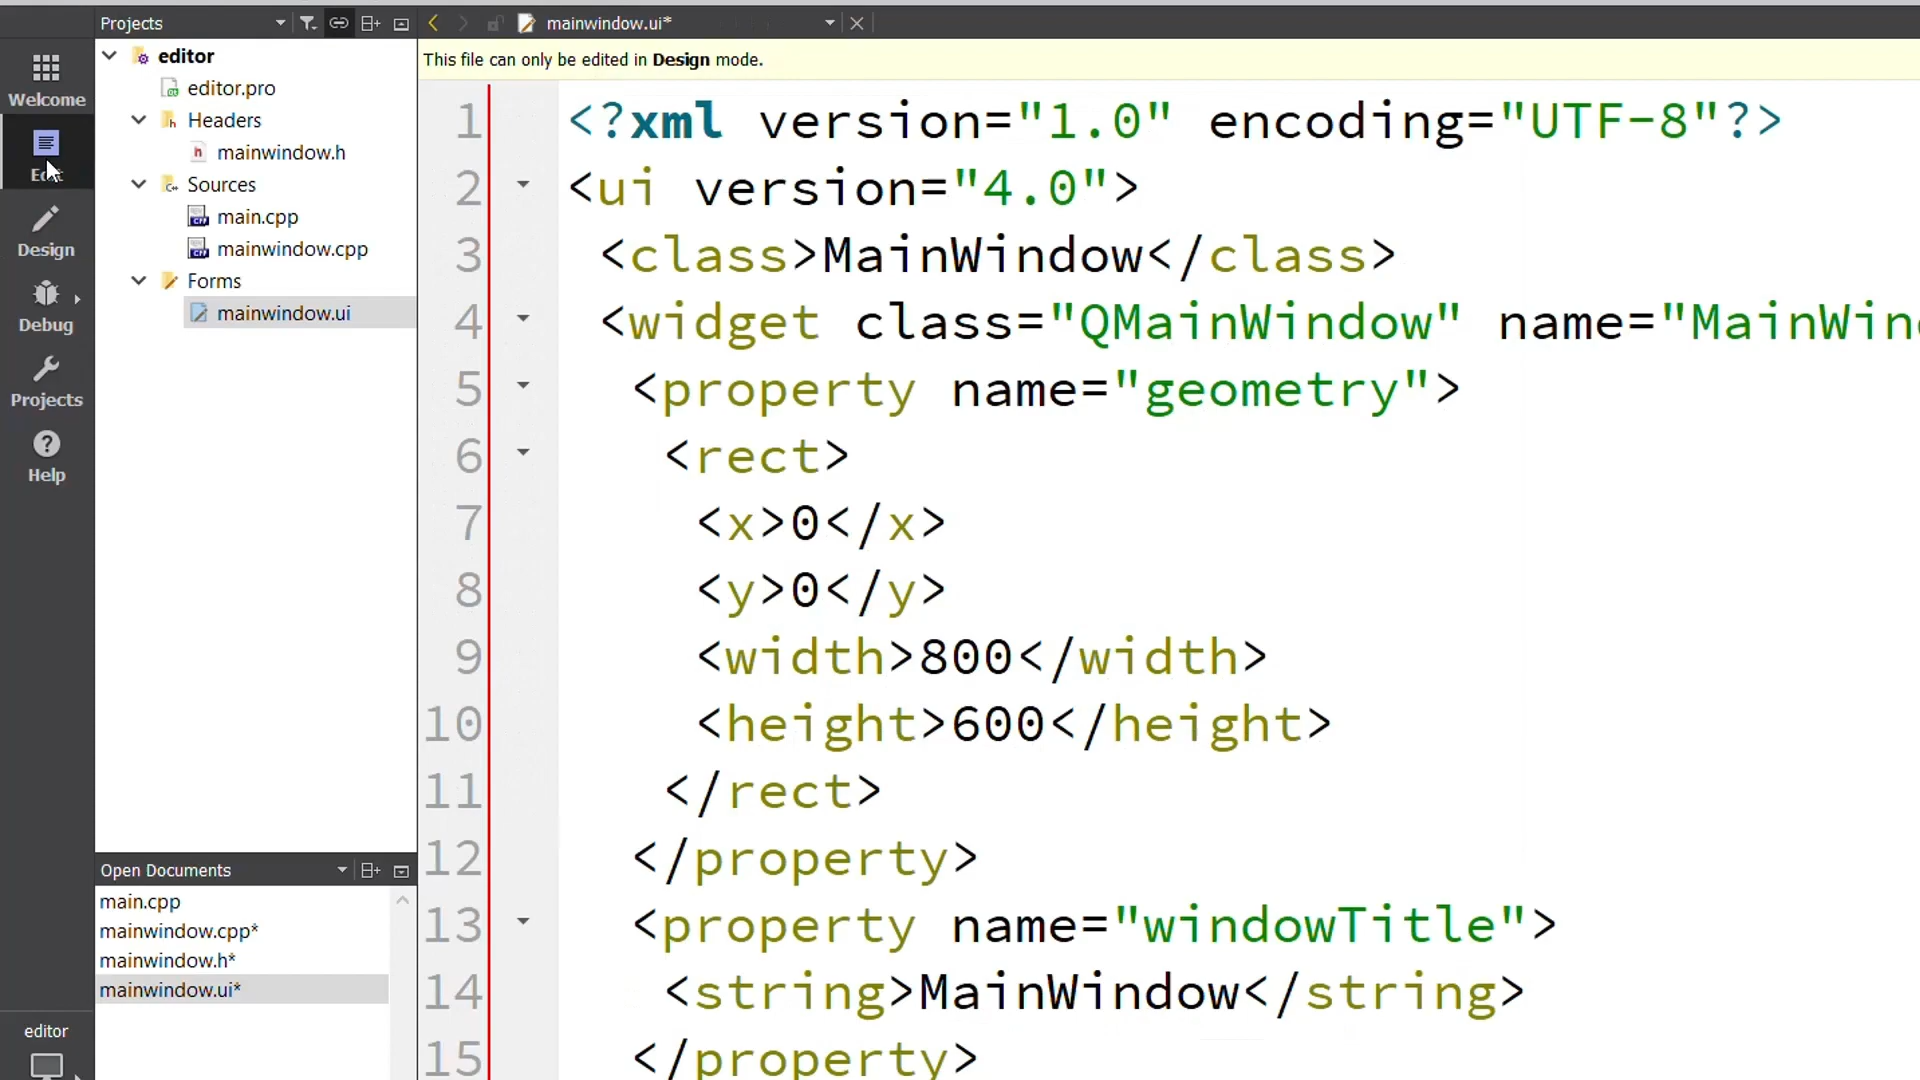 Projects
mainwindow.ui*
Welcome
Edit
Design
Debug
Projects
Help
editor
editor.pro
Headers
mainwindow.h
Sources
main.cpp
mainwindow.cpp
Forms
mainwindow.ui
Open Documents
main.cpp
mainwindow.cpp*
mainwindow.h*
mainwindow.ui*
editor
This file can only be edited in Design mode.
1 <?xml version="1.0" encoding="UTF-8"?>
2 <ui version="4.0">
3 <class>MainWindow</class>
4 <widget class="QMainWindow" name="MainWin
5 <property name="geometry">
6 <rect>
7 <x>0</x>
8 <y>0</y>
9 <width>800</width>
10 <height>600</height>
11 </rect>
12 </property>
13 <property name="windowTitle">
14 <string>MainWindow</string>
15 </property>